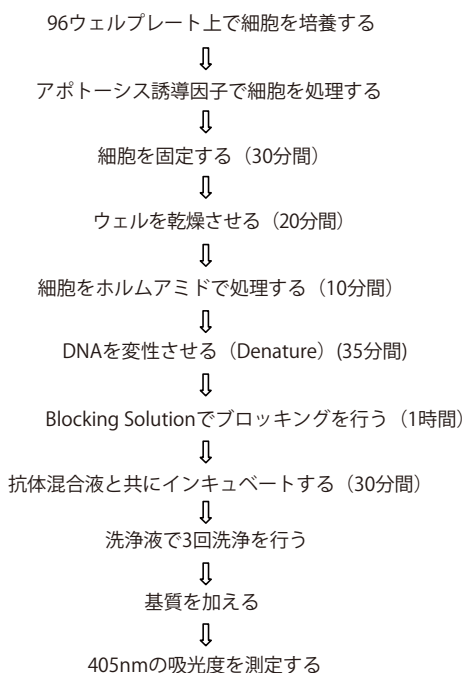 96ウェルプレート上で細胞を培養する
⇩
アポトーシス誘導因子で細胞を処理する
⇩
細胞を固定する（30分間）
⇩
ウェルを乾燥させる（20分間）
⇩
細胞をホルムアミドで処理する（10分間）
⇩
DNAを変性させる（Denature）(35分間)
⇩
Blocking Solutionでブロッキングを行う（1時間）
⇩
抗体混合液と共にインキュベートする（30分間）
⇩
洗浄液で3回洗浄を行う
⇩
基質を加える
⇩
405nmの吸光度を測定する